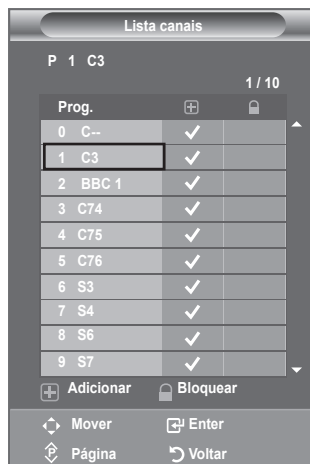 Lista canais
P 1 C3
1 / 10
Prog.
0 C--
1 C3
2 BBC 1
3 C74
4 C75
5 C76
6 S3
7 S4
8 S6
9 S7
Adicionar Bloquear
Mover Enter
Página Voltar